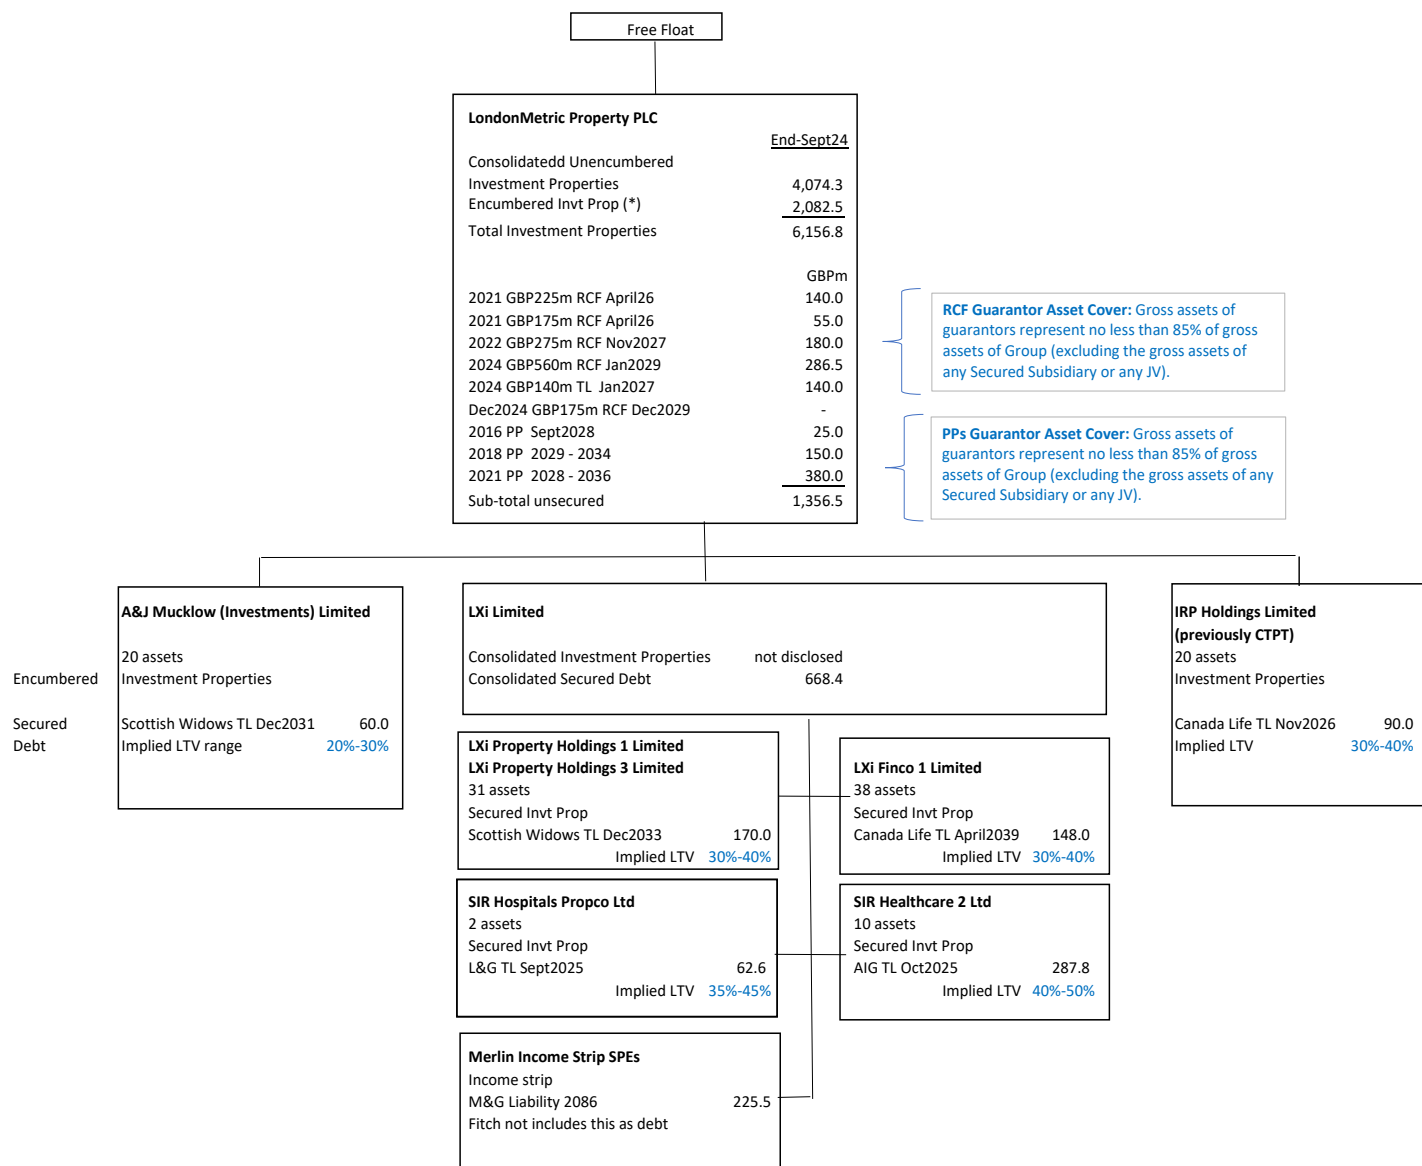 Free Float
LondonMetric Property PLC
End-Sept24
Consolidatedd Unencumbered
Investment Properties 4,074.3
Encumbered Invt Prop (*) 2,082.5
Total Investment Properties 6,156.8
GBPm
2021 GBP225m RCF April26 140.0
2021 GBP175m RCF April26 55.0
2022 GBP275m RCF Nov2027 180.0
2024 GBP560m RCF Jan2029 286.5
2024 GBP140m TL Jan2027 140.0
Dec2024 GBP175m RCF Dec2029 -
2016 PP Sept2028 25.0
2018 PP 2029 - 2034 150.0
2021 PP 2028 - 2036 380.0
Sub-total unsecured 1,356.5
RCF Guarantor Asset Cover: Gross assets of
guarantors represent no less than 85% of gross
assets of Group (excluding the gross assets of
any Secured Subsidiary or any JV).
PPs Guarantor Asset Cover: Gross assets of
guarantors represent no less than 85% of gross
assets of Group (excluding the gross assets of any
Secured Subsidiary or any JV).
Encumbered
Secured
Debt
A&J Mucklow (Investments) Limited
20 assets
Investment Properties
Scottish Widows TL Dec2031 60.0
Implied LTV range 20%-30%
LXi Limited
Consolidated Investment Properties not disclosed
Consolidated Secured Debt 668.4
IRP Holdings Limited
(previously CTPT)
20 assets
Investment Properties
Canada Life TL Nov2026 90.0
Implied LTV 30%-40%
LXi Property Holdings 1 Limited
LXi Property Holdings 3 Limited
31 assets
Secured Invt Prop
Scottish Widows TL Dec2033 170.0
Implied LTV 30%-40%
LXi Finco 1 Limited
38 assets
Secured Invt Prop
Canada Life TL April2039 148.0
Implied LTV 30%-40%
SIR Hospitals Propco Ltd
2 assets
Secured Invt Prop
L&G TL Sept2025 62.6
Implied LTV 35%-45%
SIR Healthcare 2 Ltd
10 assets
Secured Invt Prop
AIG TL Oct2025 287.8
Implied LTV 40%-50%
Merlin Income Strip SPEs
Income strip
M&G Liability 2086 225.5
Fitch not includes this as debt